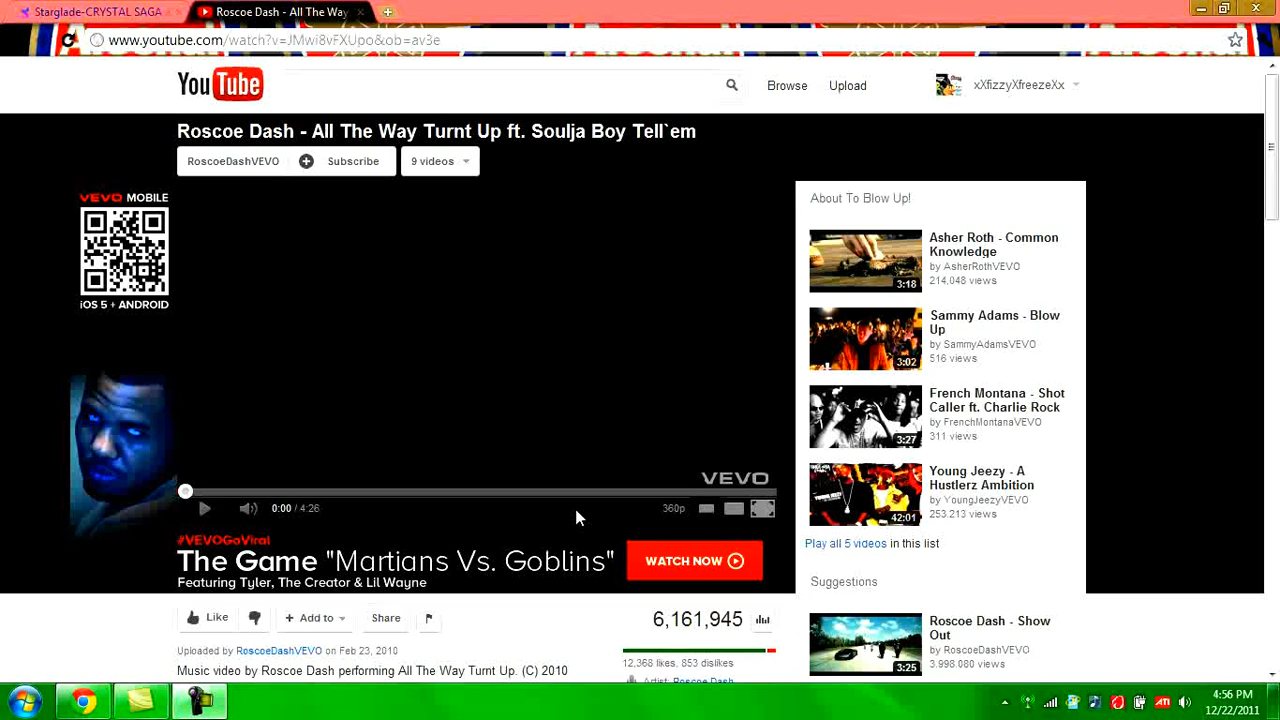 Starglade-CRYSTAL SAGA
Roscoe Dash - All The Way
www.youtube.com/watch?v=JMwi8vFXUpo&ob=av3e
YouTube
Browse
Upload
xXfizzyXfreezeXx
Roscoe Dash - All The Way Turnt Up ft. Soulja Boy Tell`em
RoscoeDashVEVO
Subscribe
9 videos
VEVO MOBILE
iOS 5 + ANDROID
VEVO
0:00 / 4:26
360p
#VEVOGoViral
The Game "Martians Vs. Goblins"
Featuring Tyler, The Creator & Lil Wayne
WATCH NOW
About To Blow Up!
Asher Roth - Common
Knowledge
by AsherRothVEVO
214,048 views
3:18
Sammy Adams - Blow
Up
by SammyAdamsVEVO
516 views
3:02
French Montana - Shot
Caller ft. Charlie Rock
by FrenchMontanaVEVO
311 views
3:27
Young Jeezy - A
Hustlerz Ambition
by YoungJeezyVEVO
253,213 views
42:01
Play all 5 videos in this list
Suggestions
Roscoe Dash - Show
Out
by RoscoeDashVEVO
3,998,080 views
3:25
Like
Add to
Share
6,161,945
Uploaded by RoscoeDashVEVO on Feb 23, 2010
12,368 likes, 853 dislikes
Music video by Roscoe Dash performing All The Way Turnt Up. (C) 2010
Artist: Roscoe Dash
ATI
4:56 PM
12/22/2011